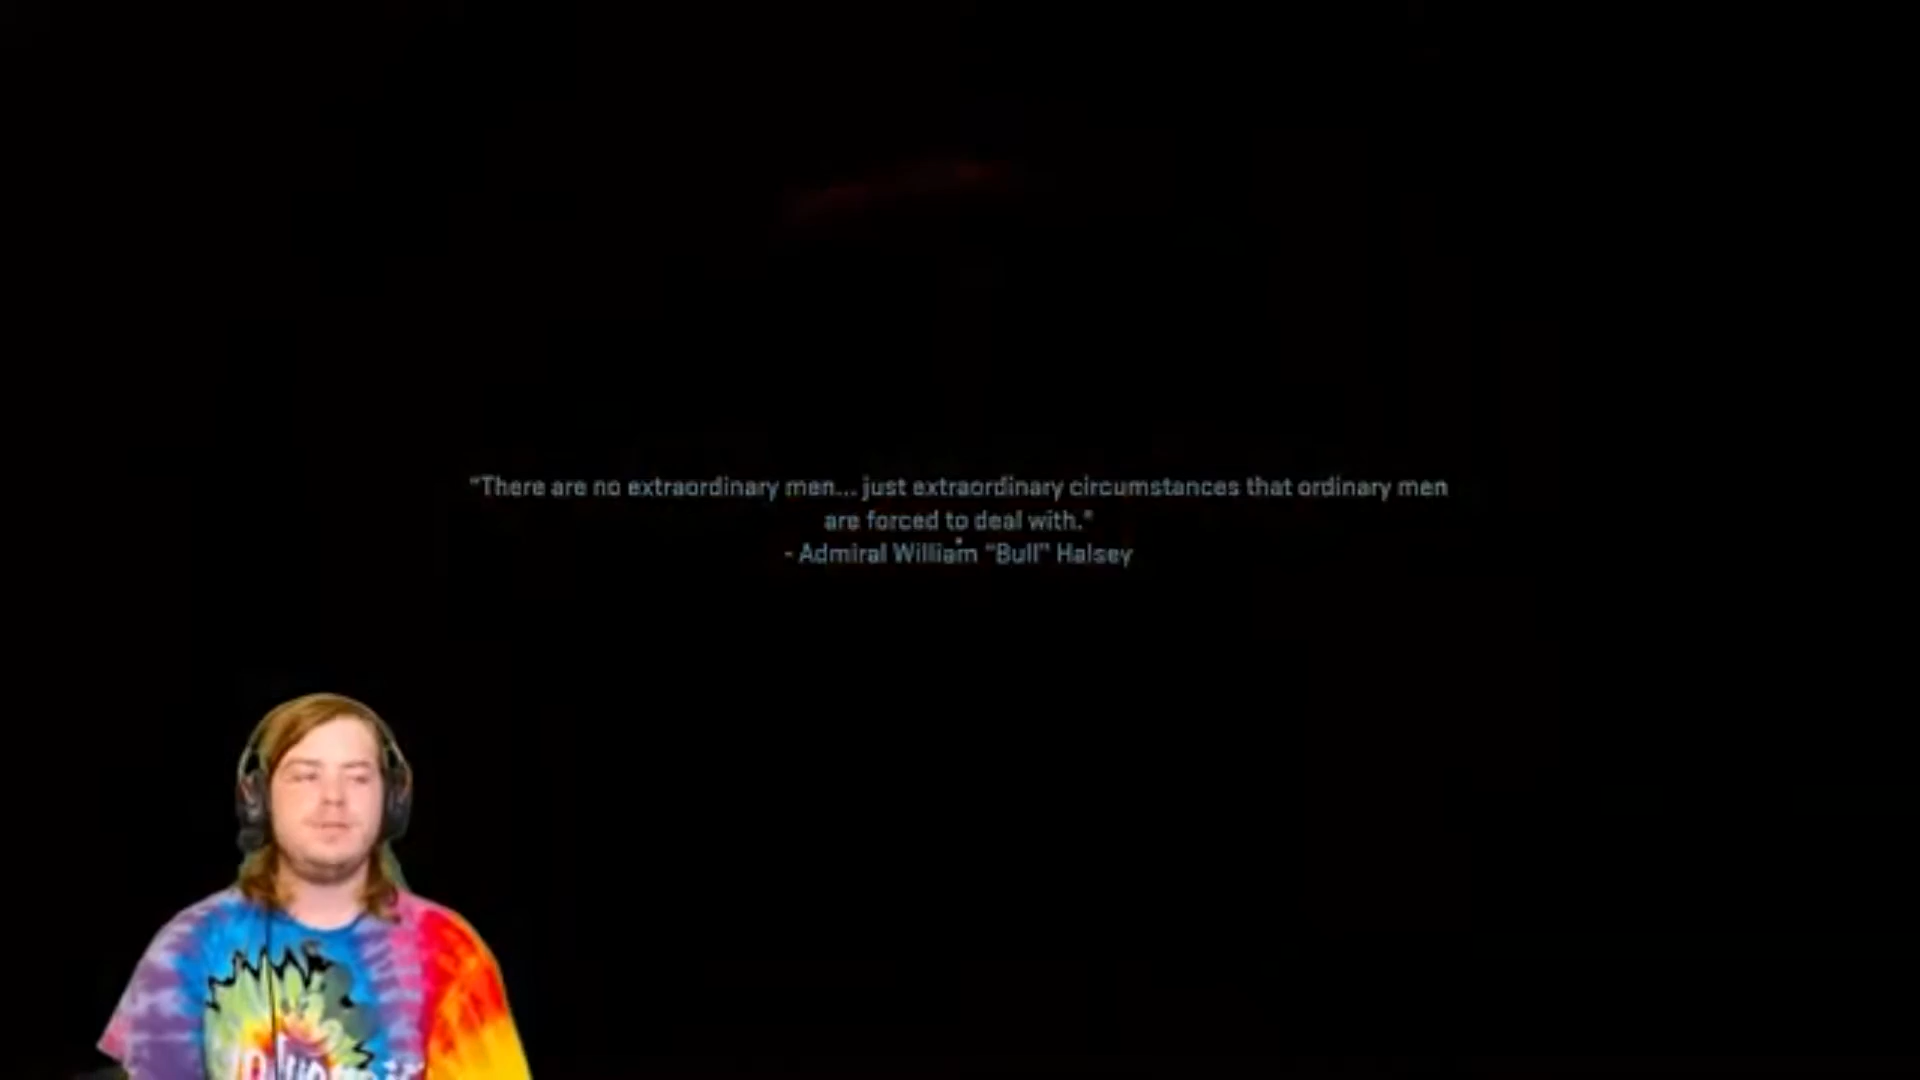 "There are no extraordinary men... just extraordinary circumstances that ordinary men
are forced to deal with."
- Admiral William "Bull" Halsey